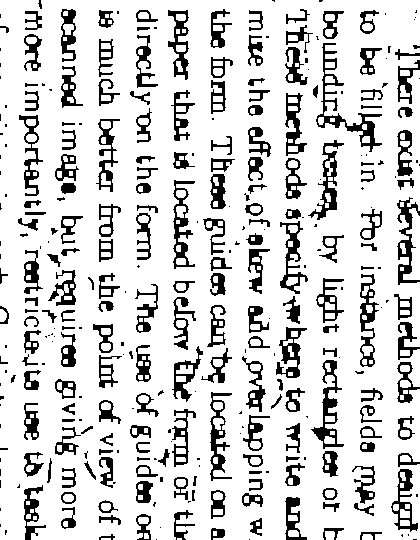 There exist several methods to design
to be filled in. For instance, fields may b
bounding boxes, by light rectangles or b
These methods specify where to write and
mize the effect of skew and overlapping w
the form. These guides can be located on a
paper that is located below the form or th
directly on the form. The use of guides on
is much better from the point of view of t
scanned image, but requires giving more
more importantly, restricts its use to task